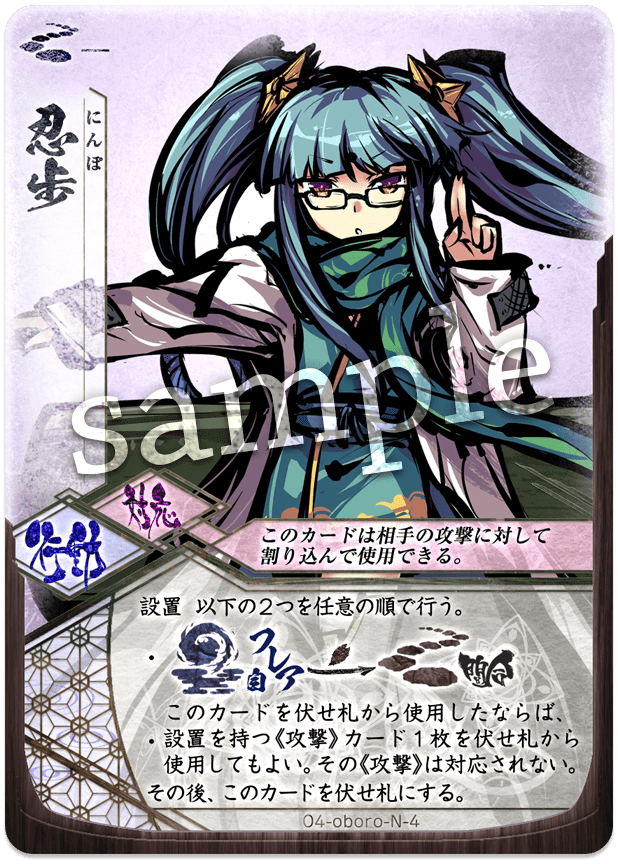 忍歩
にんぽ
sample
行動
対応
このカードは相手の攻撃に対して
割り込んで使用できる。
設置 以下の２つを任意の順で行う。
・自フレア → 間合
このカードを伏せ札から使用したならば、
・設置を持つ《攻撃》カード１枚を伏せ札から
使用してもよい。その《攻撃》は対応されない。
その後、このカードを伏せ札にする。
04-oboro-N-4